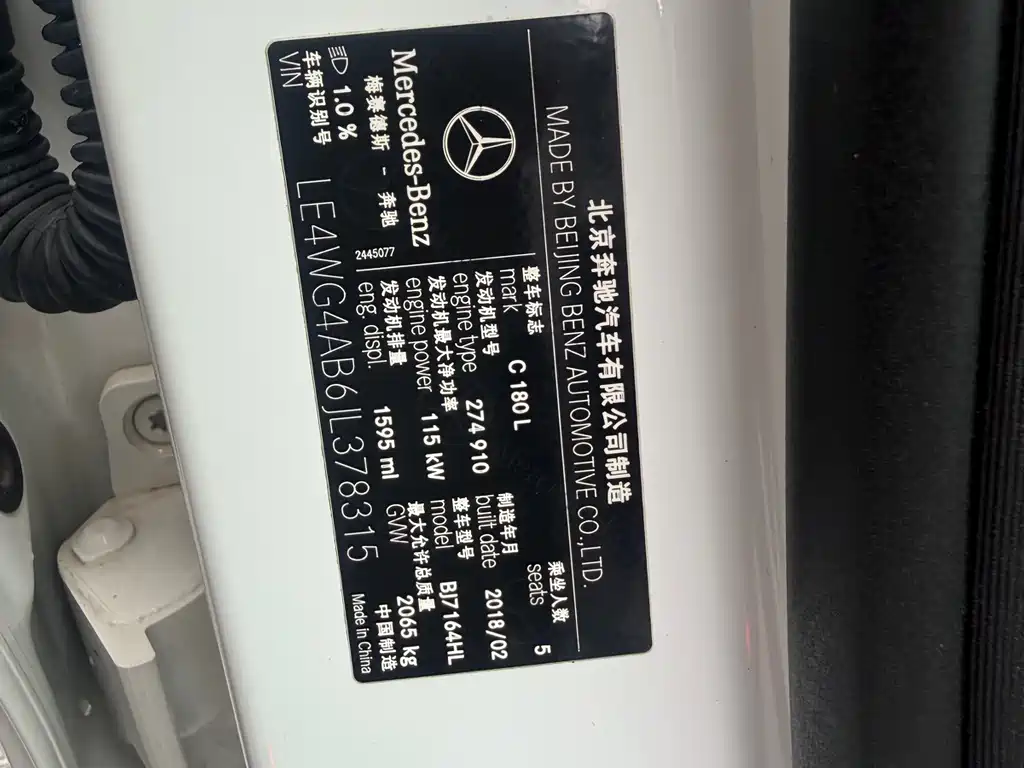 北京奔驰汽车有限公司制造
MADE BY BEIJING BENZ AUTOMOTIVE CO.,LTD.
整车标志
mark
C 180 L
乘坐人数
seats
5
发动机型号
engine type
274 910
制造年月
built date
2018/02
发动机最大净功率
engine power
115 kW
整车型号
model
BJ7164HL
发动机排量
eng. displ.
1595 ml
最大允许总质量
GVW
2065 kg
Mercedes-Benz
梅赛德斯 - 奔驰
2445077
1.0 %
中国制造
Made in China
车辆识别号
VIN
LE4WG4AB6JL378315